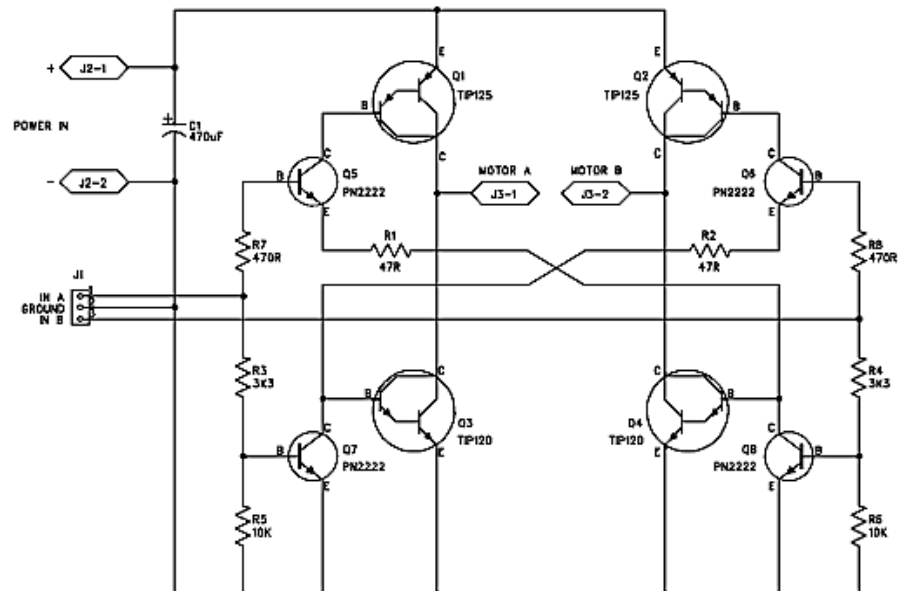 + J2-1
POWER IN
- J2-2
+
C1
470uF
E
Q1
TIP125
B
C
E
Q2
TIP125
B
C
C
Q5
PN2222
B
E
MOTOR A
J3-1
MOTOR B
J3-2
C
Q6
PN2222
B
E
R7
470R
R1
47R
R2
47R
R8
470R
J1
IN A
GROUND
IN B
R3
3K3
C
B
Q3
TIP120
E
C
B
Q4
TIP120
E
R4
3K3
C
Q7
PN2222
B
E
C
Q8
PN2222
B
E
R5
10K
R6
10K